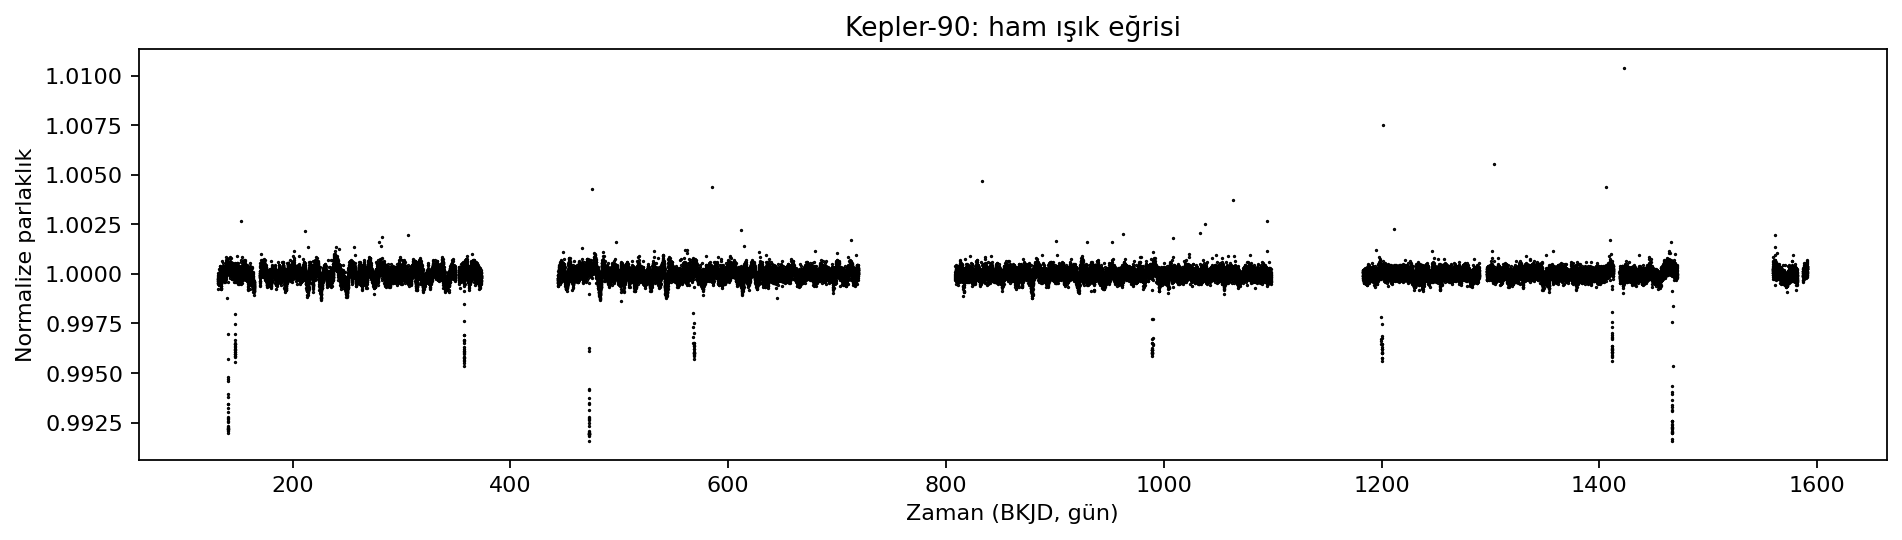 Kepler-90: ham ışık eğrisi
Normalize parlaklık
1.0100
1.0075
1.0050
1.0025
1.0000
0.9975
0.9950
0.9925
200 400 600 800 1000 1200 1400 1600
Zaman (BKJD, gün)